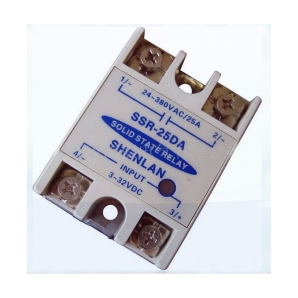 1/~
24~380VAC/25A
2/~
SSR-25DA
SOLID STATE RELAY
SHENLAN
4/-
INPUT
3/+
3-32VDC